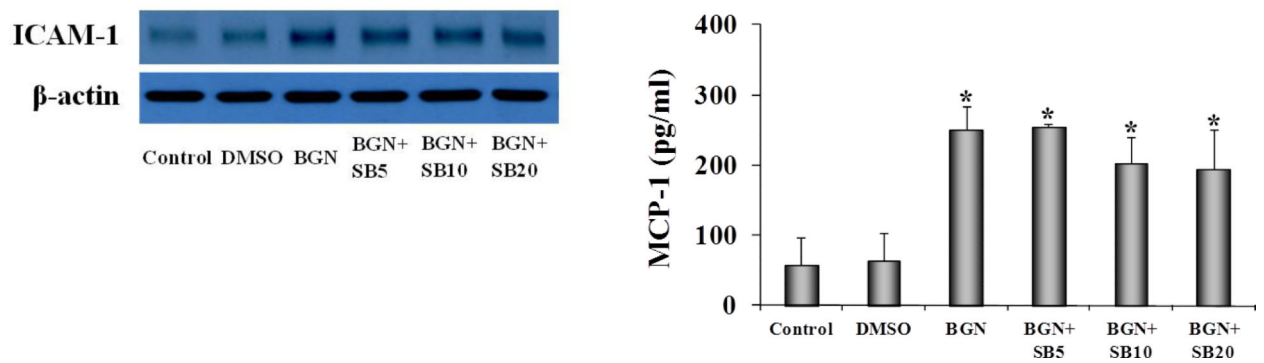 ICAM-1
β-actin
Control DMSO BGN BGN+ BGN+ BGN+
SB5 SB10 SB20
MCP-1 (pg/ml)
400
300
200
100
0
* * * *
Control DMSO BGN BGN+ BGN+ BGN+
SB5 SB10 SB20